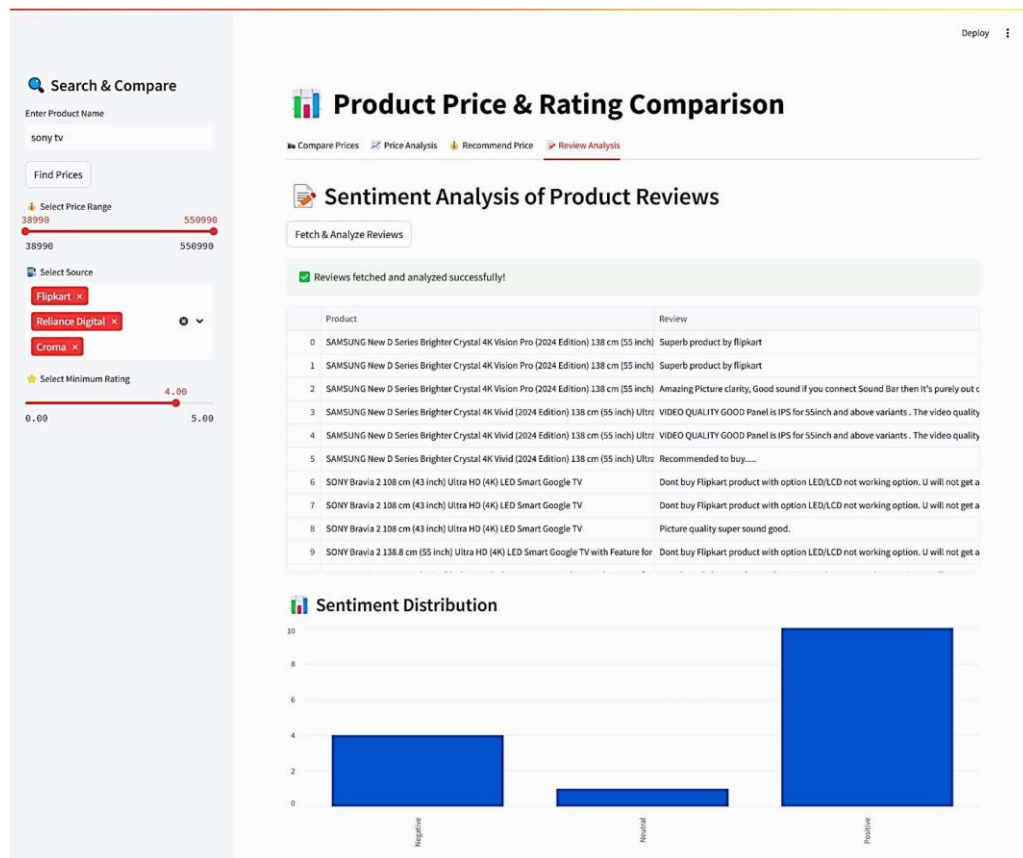 Deploy
Search & Compare
Enter Product Name
sony tv
Find Prices
Select Price Range
38990 550990
38990 550990
Select Source
Flipkart ×
Reliance Digital ×
Croma ×
Select Minimum Rating
4.00
0.00 5.00
Product Price & Rating Comparison
Compare Prices Price Analysis Recommend Price Review Analysis
Sentiment Analysis of Product Reviews
Fetch & Analyze Reviews
Reviews fetched and analyzed successfully!
Product Review
0 SAMSUNG New D Series Brighter Crystal 4K Vision Pro (2024 Edition) 138 cm (55 inch) Superb product by flipkart
1 SAMSUNG New D Series Brighter Crystal 4K Vision Pro (2024 Edition) 138 cm (55 inch) Superb product by flipkart
2 SAMSUNG New D Series Brighter Crystal 4K Vision Pro (2024 Edition) 138 cm (55 inch) Amazing Picture clarity, Good sound if you connect Sound Bar then It's purely out
3 SAMSUNG New D Series Brighter Crystal 4K Vivid (2024 Edition) 138 cm (55 inch) Ultra VIDEO QUALITY GOOD Panel is IPS for 55inch and above variants . The video quality
4 SAMSUNG New D Series Brighter Crystal 4K Vivid (2024 Edition) 138 cm (55 inch) Ultra VIDEO QUALITY GOOD Panel is IPS for 55inch and above variants . The video quality
5 SAMSUNG New D Series Brighter Crystal 4K Vivid (2024 Edition) 138 cm (55 inch) Ultra Recommended to buy.....
6 SONY Bravia 2 108 cm (43 inch) Ultra HD (4K) LED Smart Google TV Dont buy Flipkart product with option LED/LCD not working option. U will not get a
7 SONY Bravia 2 108 cm (43 inch) Ultra HD (4K) LED Smart Google TV Dont buy Flipkart product with option LED/LCD not working option. U will not get a
8 SONY Bravia 2 108 cm (43 inch) Ultra HD (4K) LED Smart Google TV Picture quality super sound good.
9 SONY Bravia 2 138.8 cm (55 inch) Ultra HD (4K) LED Smart Google TV with Feature for Dont buy Flipkart product with option LED/LCD not working option. U will not get a
Sentiment Distribution
10
8
6
4
2
0
Negative
Neutral
Positive